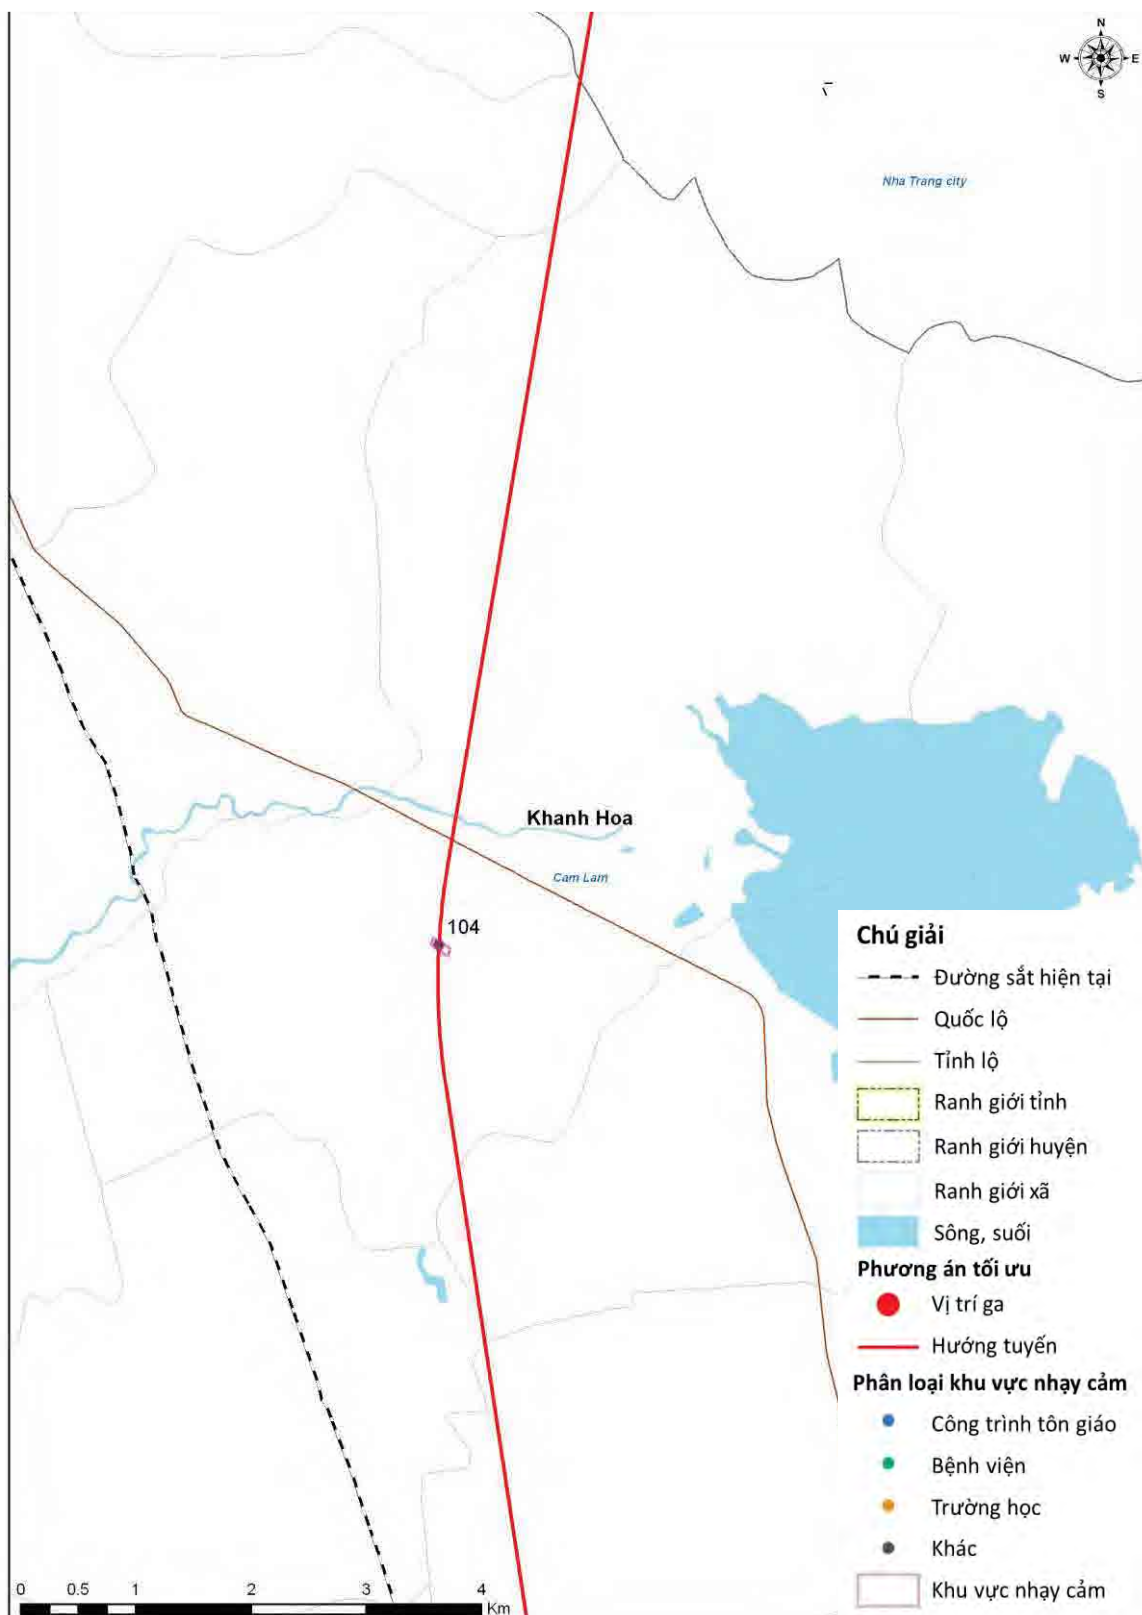 N
W E
S
Nha Trang city
Khanh Hoa
Cam Lam
104
Chú giải
Đường sắt hiện tại
Quốc lộ
Tỉnh lộ
Ranh giới tỉnh
Ranh giới huyện
Ranh giới xã
Sông, suối
Phương án tối ưu
Vị trí ga
Hướng tuyến
Phân loại khu vực nhạy cảm
Công trình tôn giáo
Bệnh viện
Trường học
Khác
Khu vực nhạy cảm
0 0.5 1 2 3 4
Km